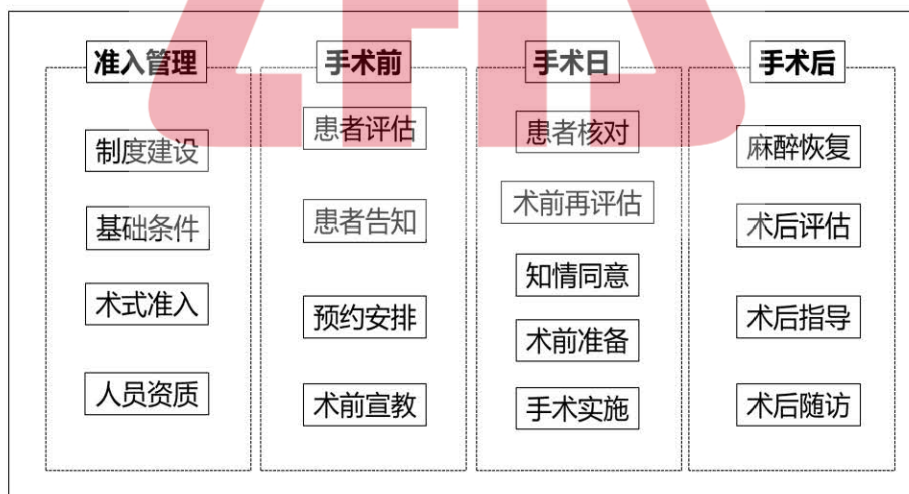 准入管理
制度建设
基础条件
术式准入
人员资质
手术前
患者评估
患者告知
预约安排
术前宣教
手术日
患者核对
术前再评估
知情同意
术前准备
手术实施
手术后
麻醉恢复
术后评估
术后指导
术后随访